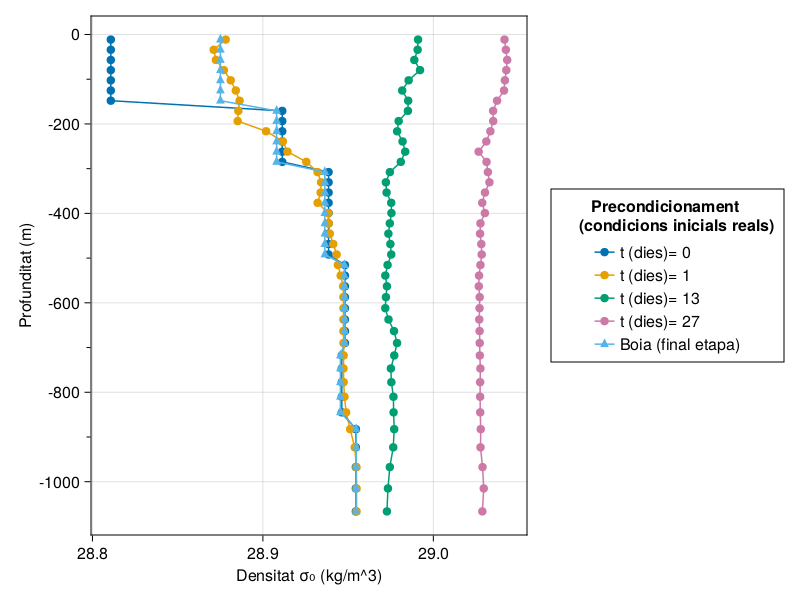 0
-200
-400
-600
-800
-1000
Profunditat (m)
28.8
28.9
29.0
Densitat σ₀ (kg/m^3)
Precondicionament
(condicions inicials reals)
t (dies)= 0
t (dies)= 1
t (dies)= 13
t (dies)= 27
Boia (final etapa)